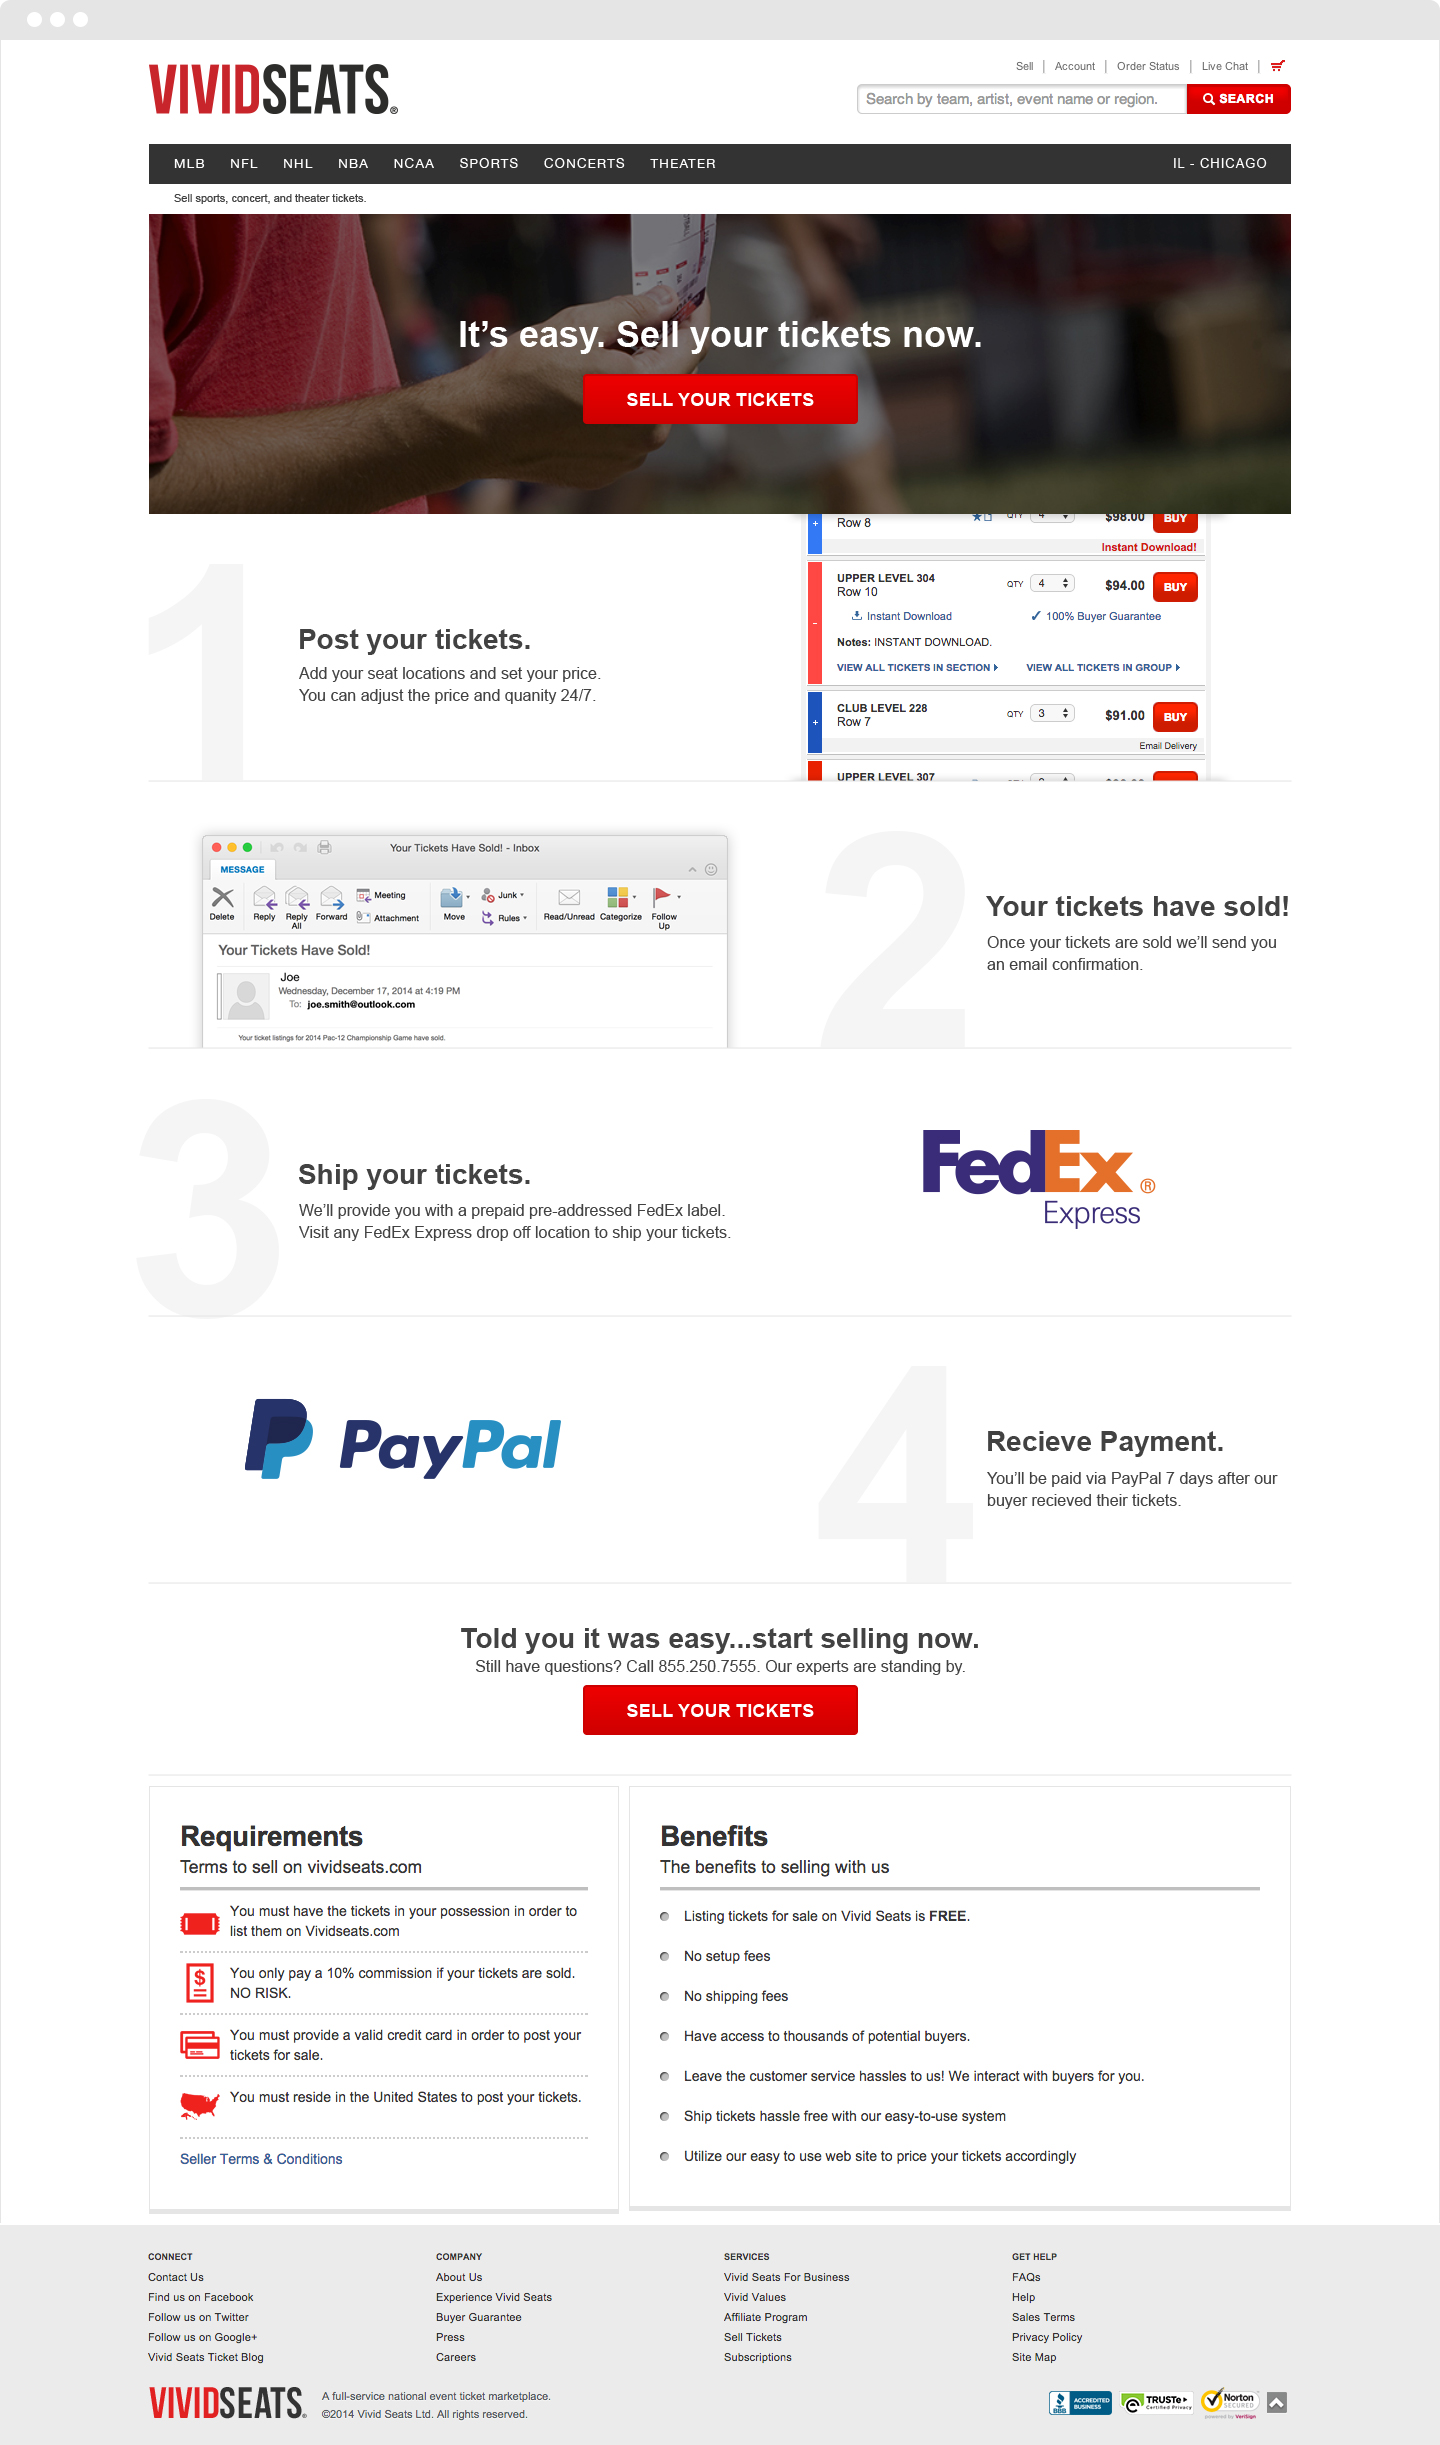 VIVIDSEATS®
Sell | Account | Order Status | Live Chat |
Search by team, artist, event name or region.
SEARCH
MLB NFL NHL NBA NCAA SPORTS CONCERTS THEATER IL - CHICAGO
Sell sports, concert, and theater tickets.
It's easy. Sell your tickets now.
SELL YOUR TICKETS
Row 8 QTY 4 $98.00 BUY
Instant Download!
1
Post your tickets.
Add your seat locations and set your price.
You can adjust the price and quanity 24/7.
UPPER LEVEL 304
Row 10
QTY 4 $94.00 BUY
Instant Download
100% Buyer Guarantee
Notes: INSTANT DOWNLOAD.
VIEW ALL TICKETS IN SECTION
VIEW ALL TICKETS IN GROUP
CLUB LEVEL 228
Row 7
QTY 3 $91.00 BUY
Email Delivery
UPPER LEVEL 307
Your Tickets Have Sold! - Inbox
MESSAGE
Delete Reply Reply All Forward Meeting Attachment Move Junk Rules Read/Unread Categorize Follow Up
Your Tickets Have Sold!
Joe
Wednesday, December 17, 2014 at 4:19 PM
To: joe.smith@outlook.com
Your ticket listings for 2014 Pac-12 Championship Game have sold.
2
Your tickets have sold!
Once your tickets are sold we'll send you
an email confirmation.
3
Ship your tickets.
We'll provide you with a prepaid pre-addressed FedEx label.
Visit any FedEx Express drop off location to ship your tickets.
FedEx®
Express
PayPal
4
Recieve Payment.
You'll be paid via PayPal 7 days after our
buyer recieved their tickets.
Told you it was easy...start selling now.
Still have questions? Call 855.250.7555. Our experts are standing by.
SELL YOUR TICKETS
Requirements
Terms to sell on vividseats.com
You must have the tickets in your possession in order to
list them on Vividseats.com
$
You only pay a 10% commission if your tickets are sold.
NO RISK.
You must provide a valid credit card in order to post your
tickets for sale.
You must reside in the United States to post your tickets.
Seller Terms & Conditions
Benefits
The benefits to selling with us
Listing tickets for sale on Vivid Seats is FREE.
No setup fees
No shipping fees
Have access to thousands of potential buyers.
Leave the customer service hassles to us! We interact with buyers for you.
Ship tickets hassle free with our easy-to-use system
Utilize our easy to use web site to price your tickets accordingly
CONNECT
Contact Us
Find us on Facebook
Follow us on Twitter
Follow us on Google+
Vivid Seats Ticket Blog
COMPANY
About Us
Experience Vivid Seats
Buyer Guarantee
Press
Careers
SERVICES
Vivid Seats For Business
Vivid Values
Affiliate Program
Sell Tickets
Subscriptions
GET HELP
FAQs
Help
Sales Terms
Privacy Policy
Site Map
VIVIDSEATS®
A full-service national event ticket marketplace.
©2014 Vivid Seats Ltd. All rights reserved.
BBB ACCREDITED BUSINESS
TRUSTe Certified Privacy
Norton SECURED powered by VeriSign